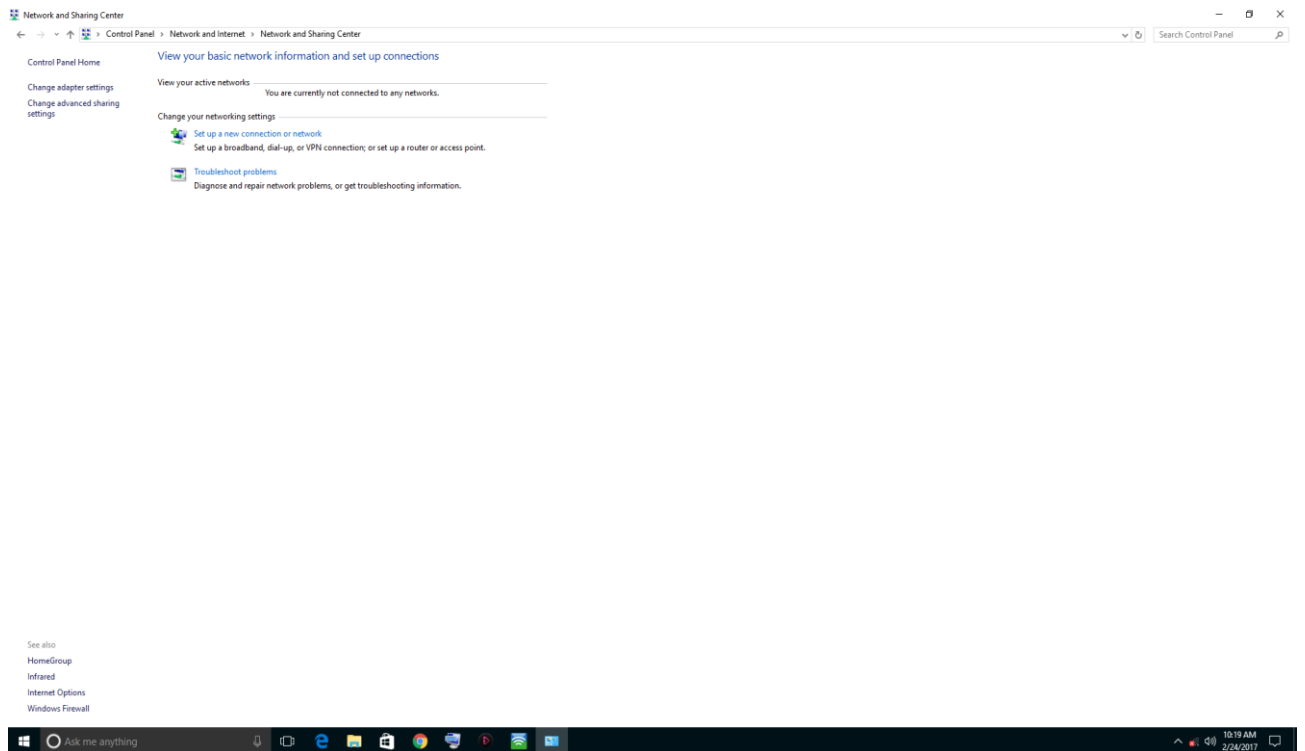 Network and Sharing Center
Control Panel › Network and Internet › Network and Sharing Center
Search Control Panel
Control Panel Home
Change adapter settings
Change advanced sharing
settings
View your basic network information and set up connections
View your active networks
You are currently not connected to any networks.
Change your networking settings
Set up a new connection or network
Set up a broadband, dial-up, or VPN connection; or set up a router or access point.
Troubleshoot problems
Diagnose and repair network problems, or get troubleshooting information.
See also
HomeGroup
Infrared
Internet Options
Windows Firewall
Ask me anything
10:19 AM
2/24/2017